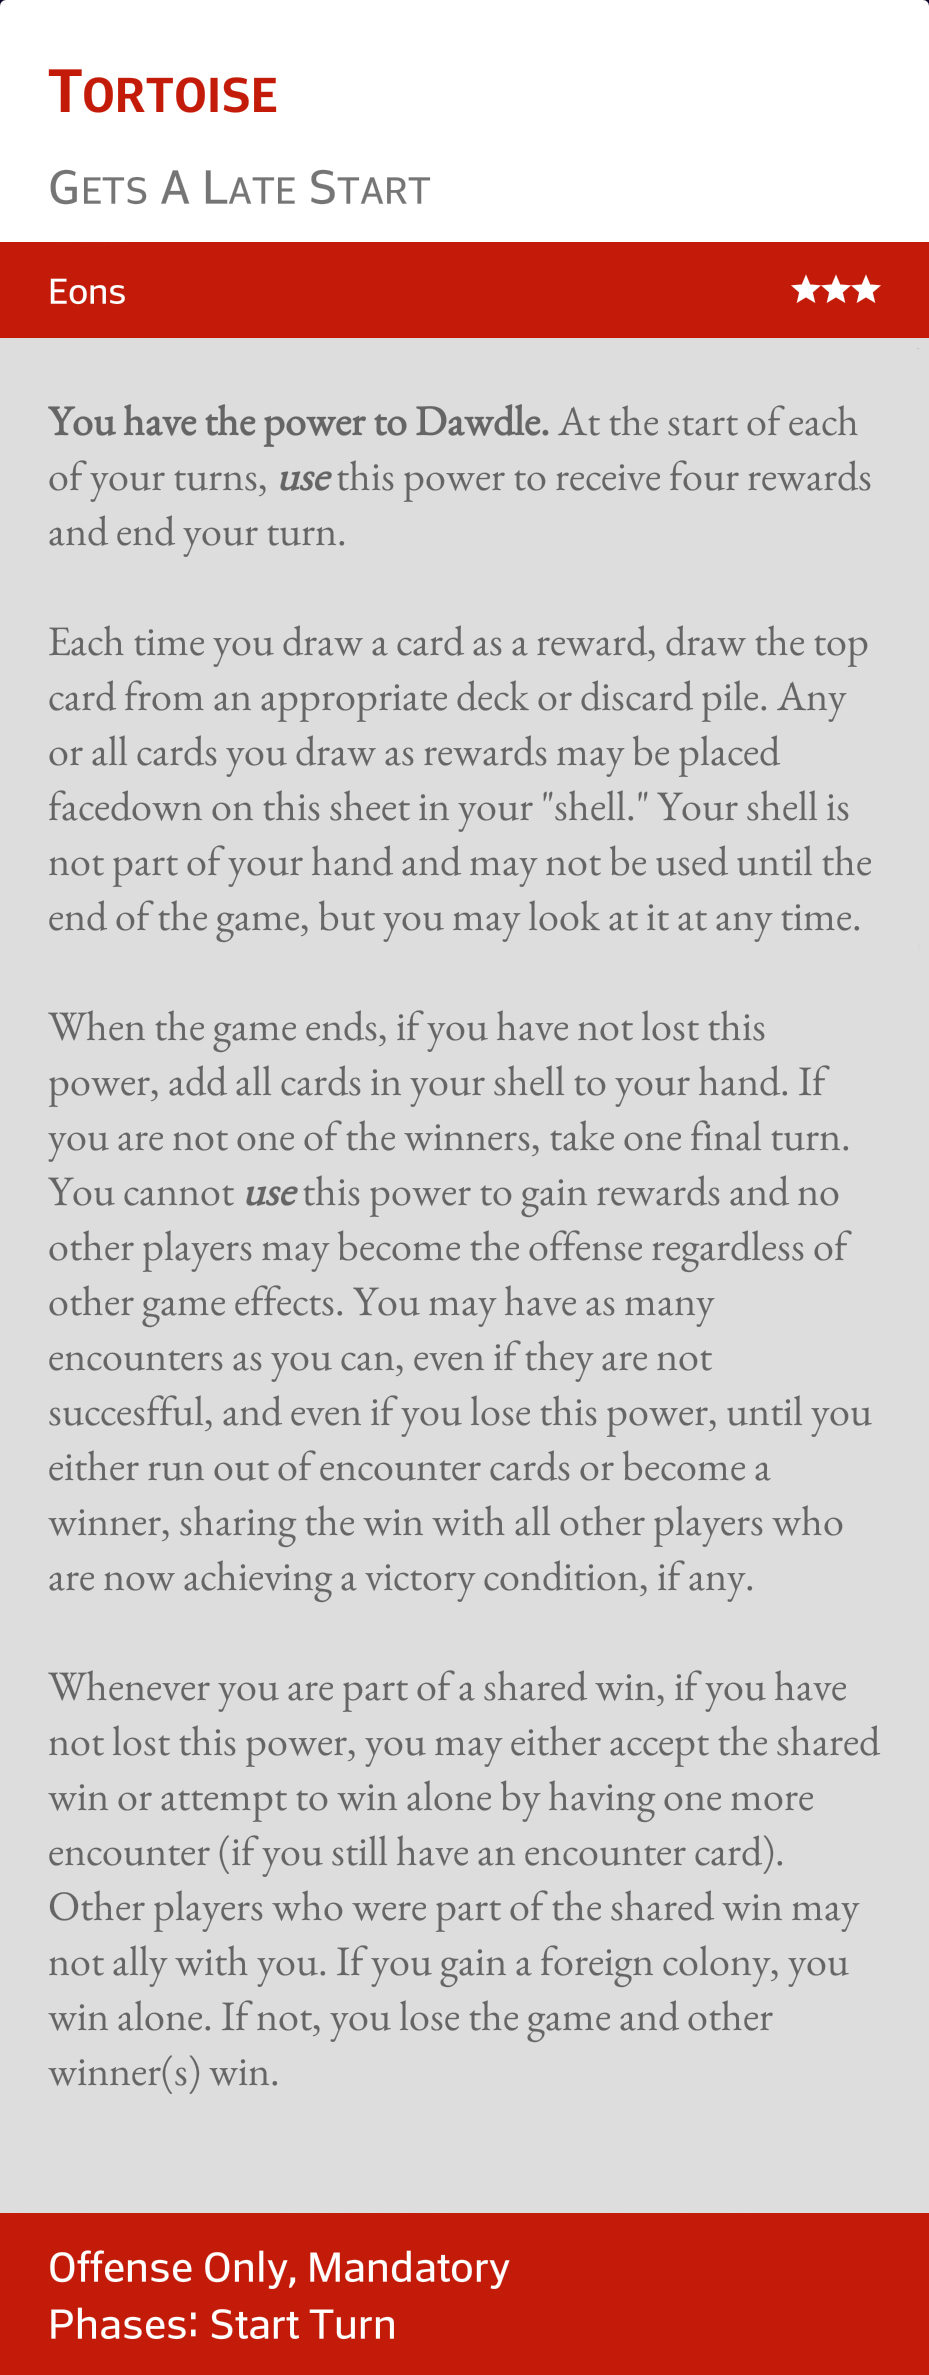 Tortoise
Gets A Late Start
Eons
★★★
You have the power to Dawdle. At the start of each
of your turns, use this power to receive four rewards
and end your turn.
Each time you draw a card as a reward, draw the top
card from an appropriate deck or discard pile. Any
or all cards you draw as rewards may be placed
facedown on this sheet in your "shell." Your shell is
not part of your hand and may not be used until the
end of the game, but you may look at it at any time.
When the game ends, if you have not lost this
power, add all cards in your shell to your hand. If
you are not one of the winners, take one final turn.
You cannot use this power to gain rewards and no
other players may become the offense regardless of
other game effects. You may have as many
encounters as you can, even if they are not
succesfful, and even if you lose this power, until you
either run out of encounter cards or become a
winner, sharing the win with all other players who
are now achieving a victory condition, if any.
Whenever you are part of a shared win, if you have
not lost this power, you may either accept the shared
win or attempt to win alone by having one more
encounter (if you still have an encounter card).
Other players who were part of the shared win may
not ally with you. If you gain a foreign colony, you
win alone. If not, you lose the game and other
winner(s) win.
Offense Only, Mandatory
Phases: Start Turn